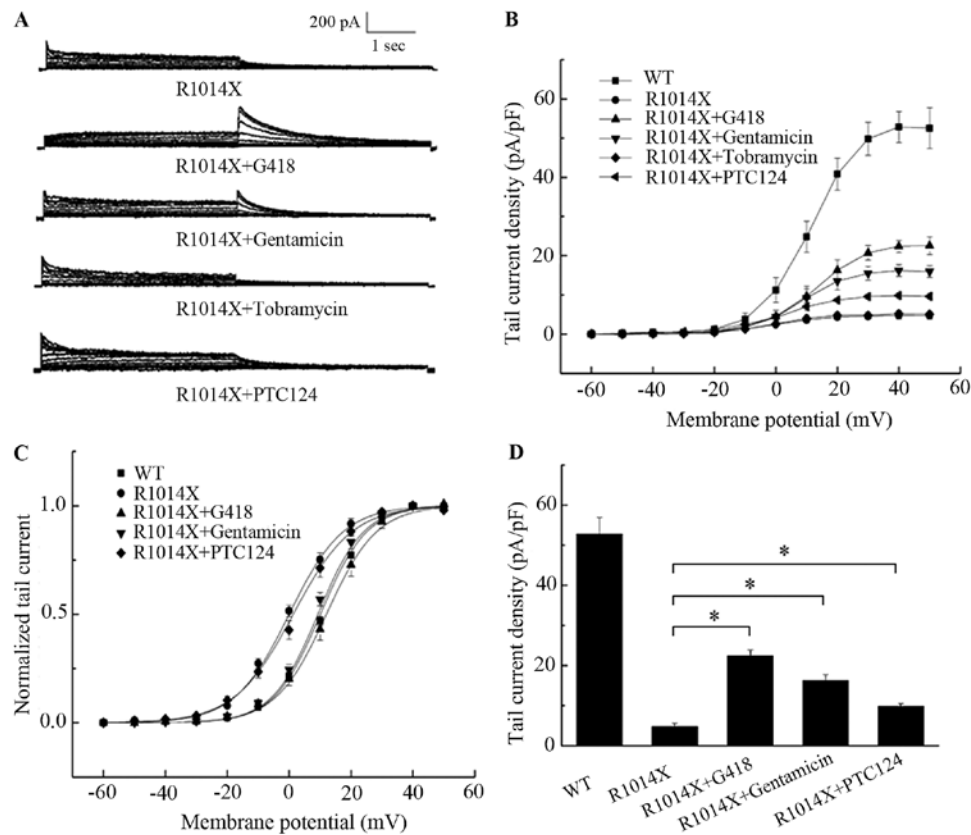 A
200 pA
1 sec
R1014X
R1014X+G418
R1014X+Gentamicin
R1014X+Tobramycin
R1014X+PTC124
B
WT
R1014X
R1014X+G418
R1014X+Gentamicin
R1014X+Tobramycin
R1014X+PTC124
Tail current density (pA/pF)
60
40
20
0
-60 -40 -20 0 20 40 60
Membrane potential (mV)
C
WT
R1014X
R1014X+G418
R1014X+Gentamicin
R1014X+PTC124
Normalized tail current
1.0
0.5
0.0
-60 -40 -20 0 20 40 60
Membrane potential (mV)
D
Tail current density (pA/pF)
60
40
20
0
*
*
*
WT
R1014X
R1014X+G418
R1014X+Gentamicin
R1014X+PTC124